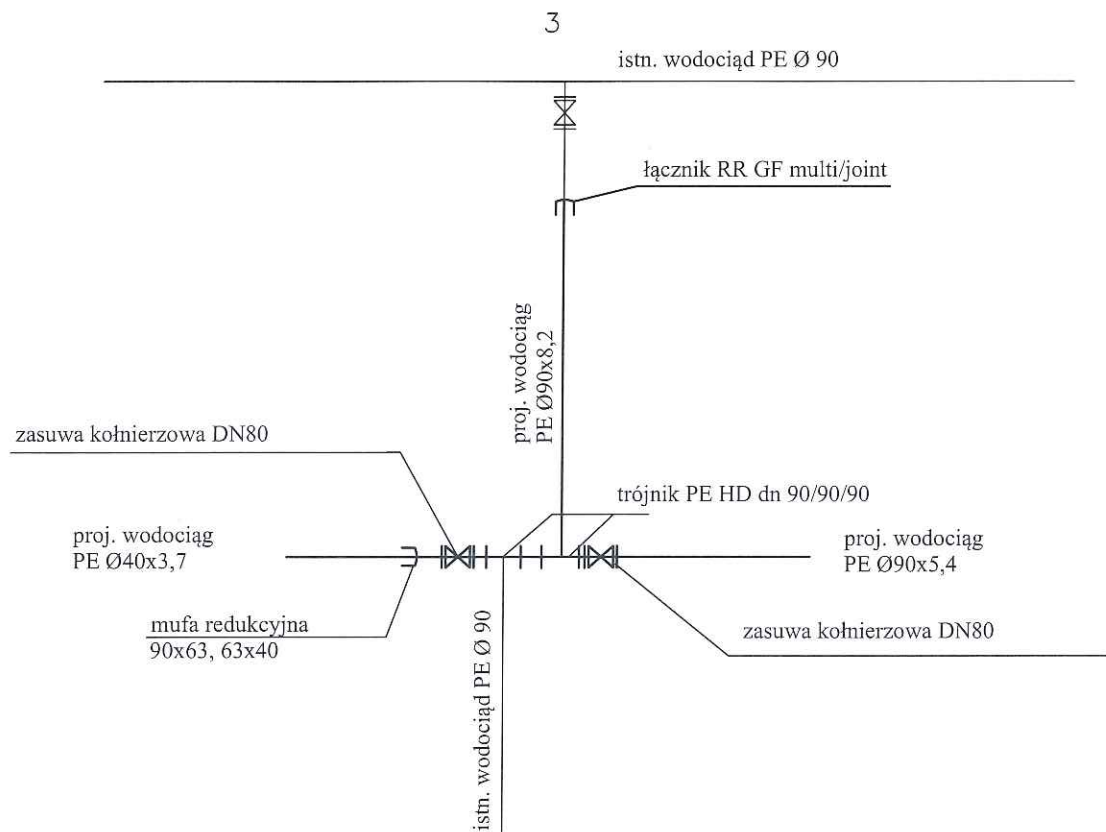 3
istn. wodociąd PE Ø 90
łącznik RR GF multi/joint
proj. wodociąg
PE Ø90x8,2
zasuwa kołnierzowa DN80
trójnik PE HD dn 90/90/90
proj. wodociąg
PE Ø40x3,7
proj. wodociąg
PE Ø90x5,4
mufa redukcyjna
90x63, 63x40
istn. wodociąd PE Ø 90
zasuwa kołnierzowa DN80